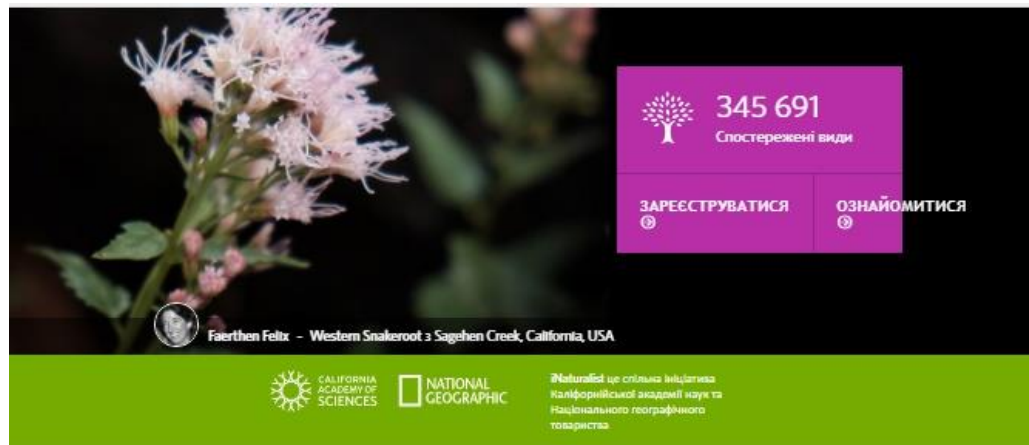 345 691
Спостережені види
ЗАРЕЄСТРУВАТИСЯ
ОЗНАЙОМИТИСЯ
Faerthen Felix – Western Snakeroot з Sagehen Creek, California, USA
CALIFORNIA
ACADEMY OF
SCIENCES
NATIONAL
GEOGRAPHIC
iNaturalist це спільна ініціатива
Каліфорнійської академії наук та
Національного географічного
товариства